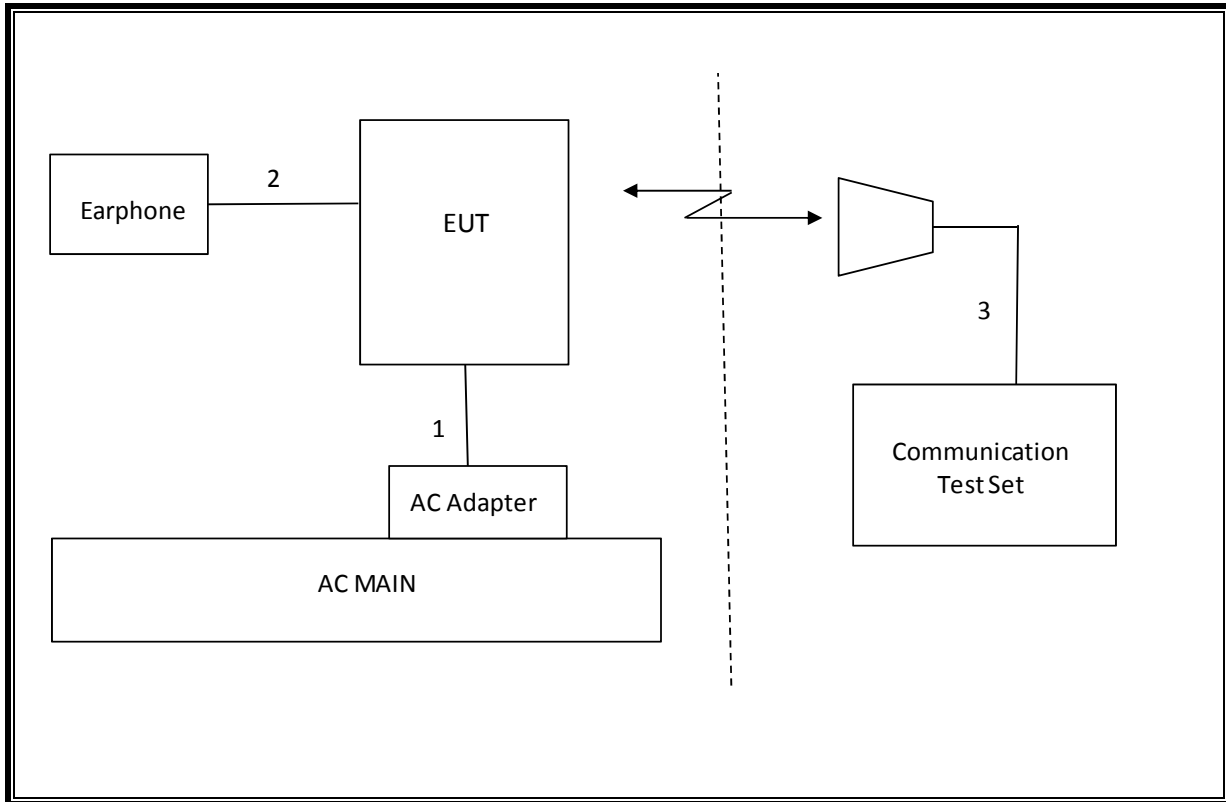 2
Earphone
EUT
3
1
Communication
Test Set
AC Adapter
AC MAIN